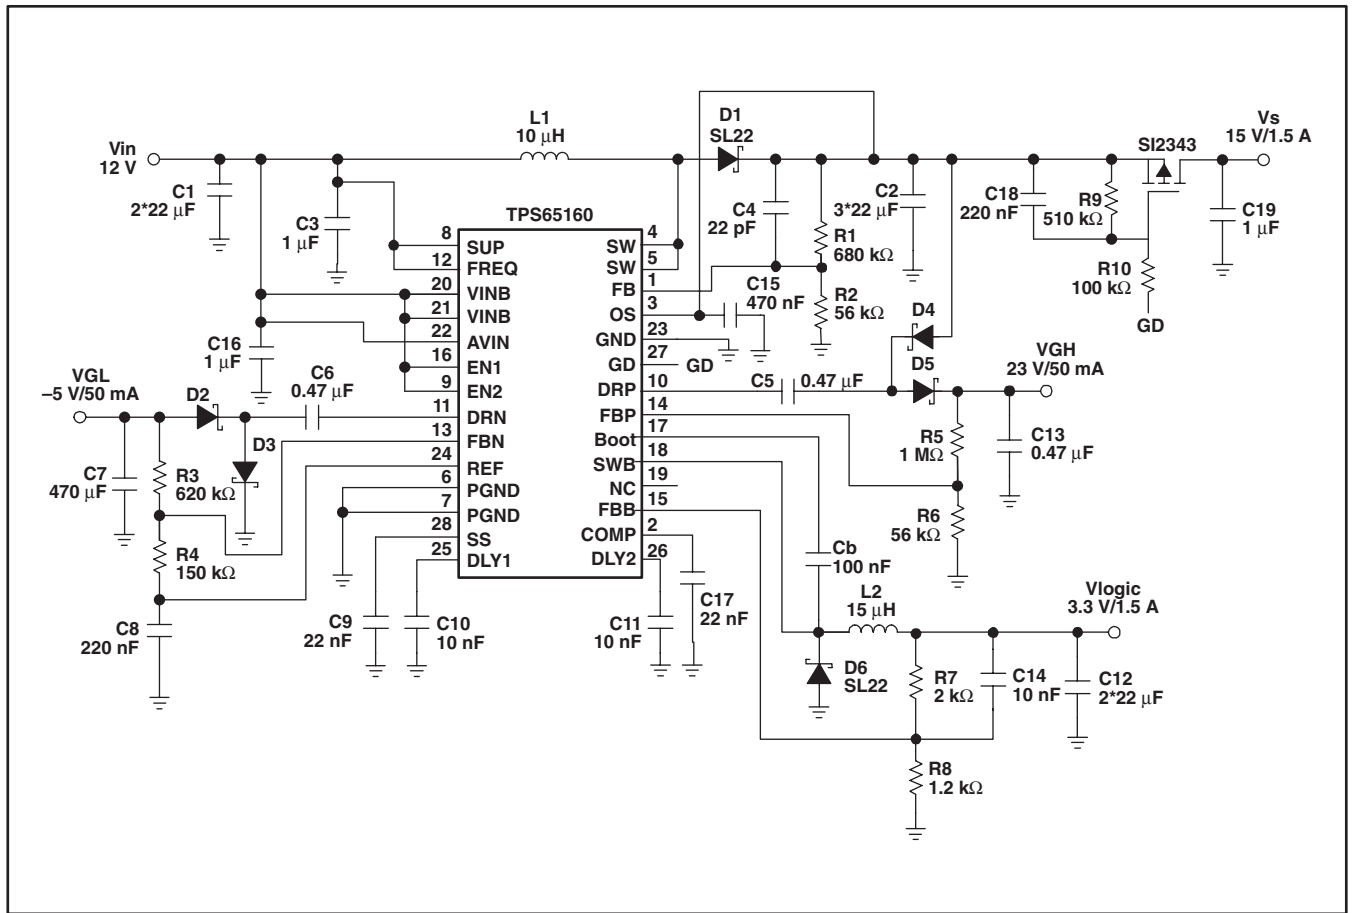 Vin
12 V
C1
2*22 μF
C3
1 μF
L1
10 μH
D1
SL22
C4
22 pF
R1
680 kΩ
C2
3*22 μF
C18
220 nF
R9
510 kΩ
SI2343
Vs
15 V/1.5 A
C19
1 μF
R10
100 kΩ
GD
TPS65160
8
SUP
12
FREQ
20
VINB
21
VINB
22
AVIN
16
EN1
9
EN2
11
DRN
13
FBN
24
REF
6
PGND
7
PGND
28
SS
25
DLY1
4
SW
5
SW
1
FB
3
OS
23
GND
27
GD
GD
10
DRP
14
FBP
17
Boot
18
SWB
19
NC
15
FBB
2
COMP
26
DLY2
C15
470 nF
R2
56 kΩ
D4
D5
C5
0.47 μF
VGH
23 V/50 mA
R5
1 MΩ
C13
0.47 μF
R6
56 kΩ
C16
1 μF
C6
0.47 μF
VGL
–5 V/50 mA
D2
D3
C7
470 μF
R3
620 kΩ
R4
150 kΩ
C8
220 nF
C9
22 nF
C10
10 nF
C11
10 nF
C17
22 nF
Cb
100 nF
L2
15 μH
Vlogic
3.3 V/1.5 A
D6
SL22
R7
2 kΩ
C14
10 nF
C12
2*22 μF
R8
1.2 kΩ